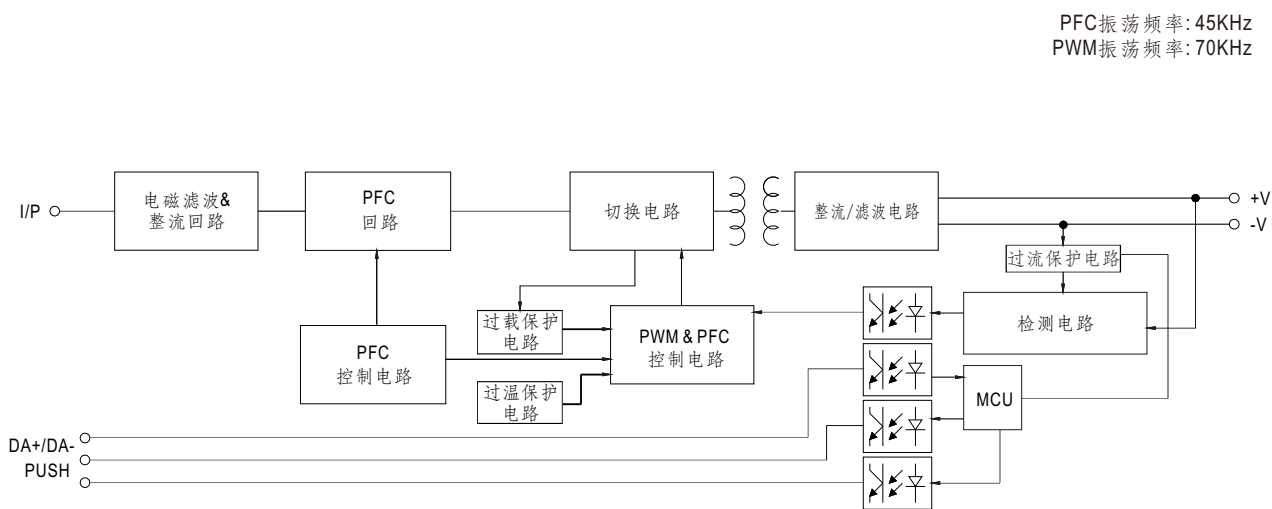 PFC振荡频率: 45KHz
PWM振荡频率: 70KHz
I/P
电磁滤波&
整流回路
PFC
回路
切换电路
整流/滤波电路
+V
-V
过流保护电路
检测电路
过载保护
电路
PWM & PFC
控制电路
PFC
控制电路
过温保护
电路
MCU
DA+/DA-
PUSH